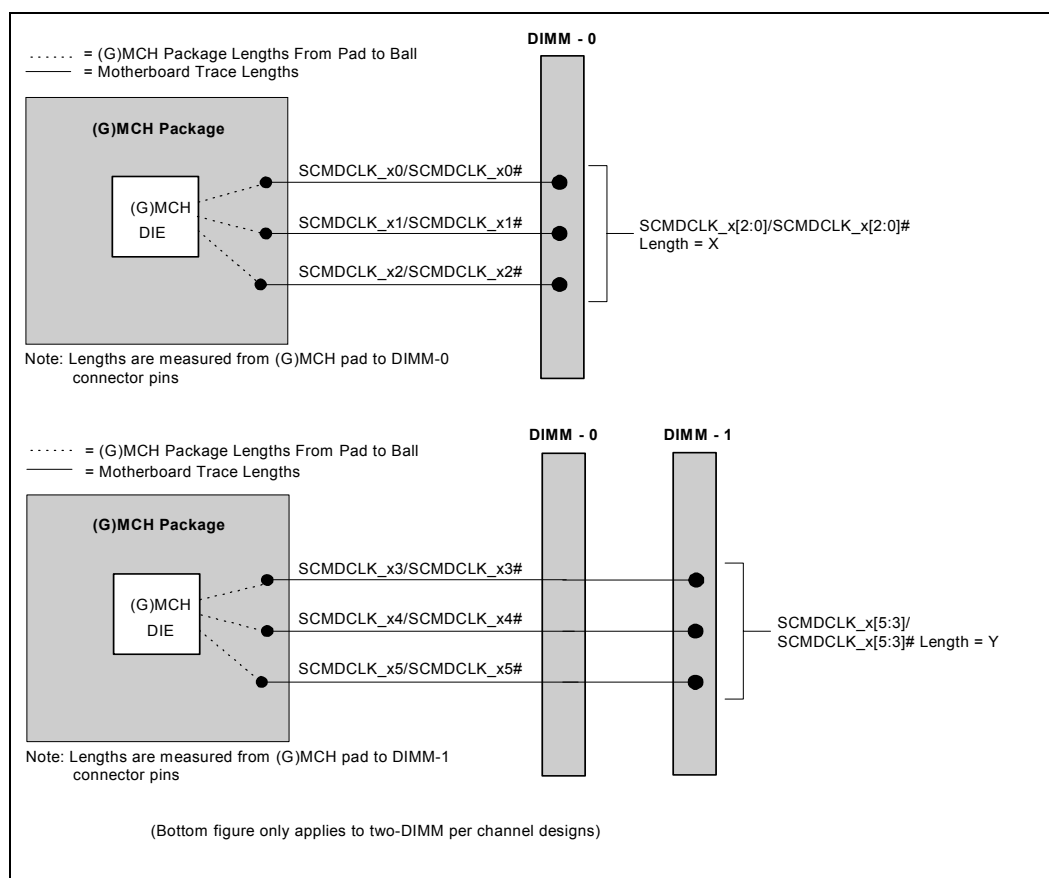 DIMM - 0
...... = (G)MCH Package Lengths From Pad to Ball
= Motherboard Trace Lengths
(G)MCH Package
SCMDCLK_x0/SCMDCLK_x0#
(G)MCH
DIE
SCMDCLK_x1/SCMDCLK_x1#
SCMDCLK_x[2:0]/SCMDCLK_x[2:0]#
Length = X
SCMDCLK_x2/SCMDCLK_x2#
Note: Lengths are measured from (G)MCH pad to DIMM-0
connector pins
DIMM - 0
DIMM - 1
...... = (G)MCH Package Lengths From Pad to Ball
= Motherboard Trace Lengths
(G)MCH Package
SCMDCLK_x3/SCMDCLK_x3#
(G)MCH
DIE
SCMDCLK_x4/SCMDCLK_x4#
SCMDCLK_x[5:3]/
SCMDCLK_x[5:3]# Length = Y
SCMDCLK_x5/SCMDCLK_x5#
Note: Lengths are measured from (G)MCH pad to DIMM-1
connector pins
(Bottom figure only applies to two-DIMM per channel designs)